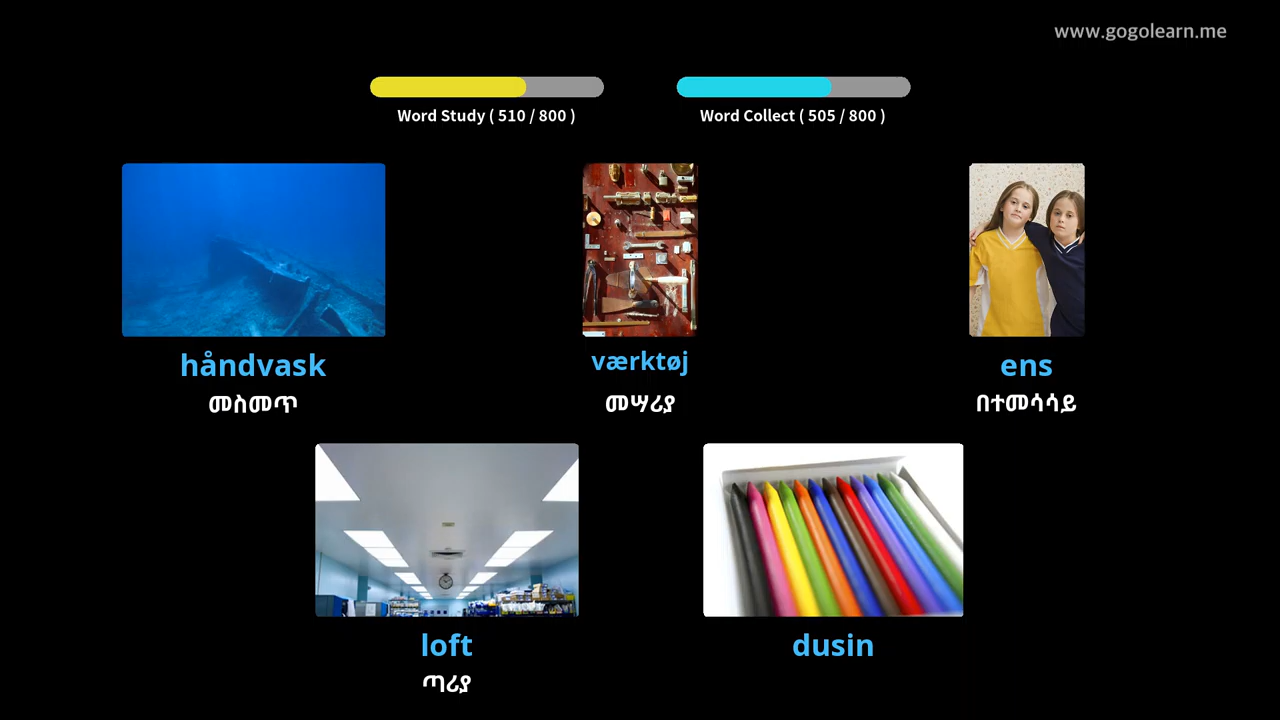 www.gogolearn.me
Word Study ( 510 / 800 )
Word Collect ( 505 / 800 )
håndvask
መስመጥ
værktøj
መሣሪያ
ens
በተመሳሳይ
loft
ጣሪያ
dusin